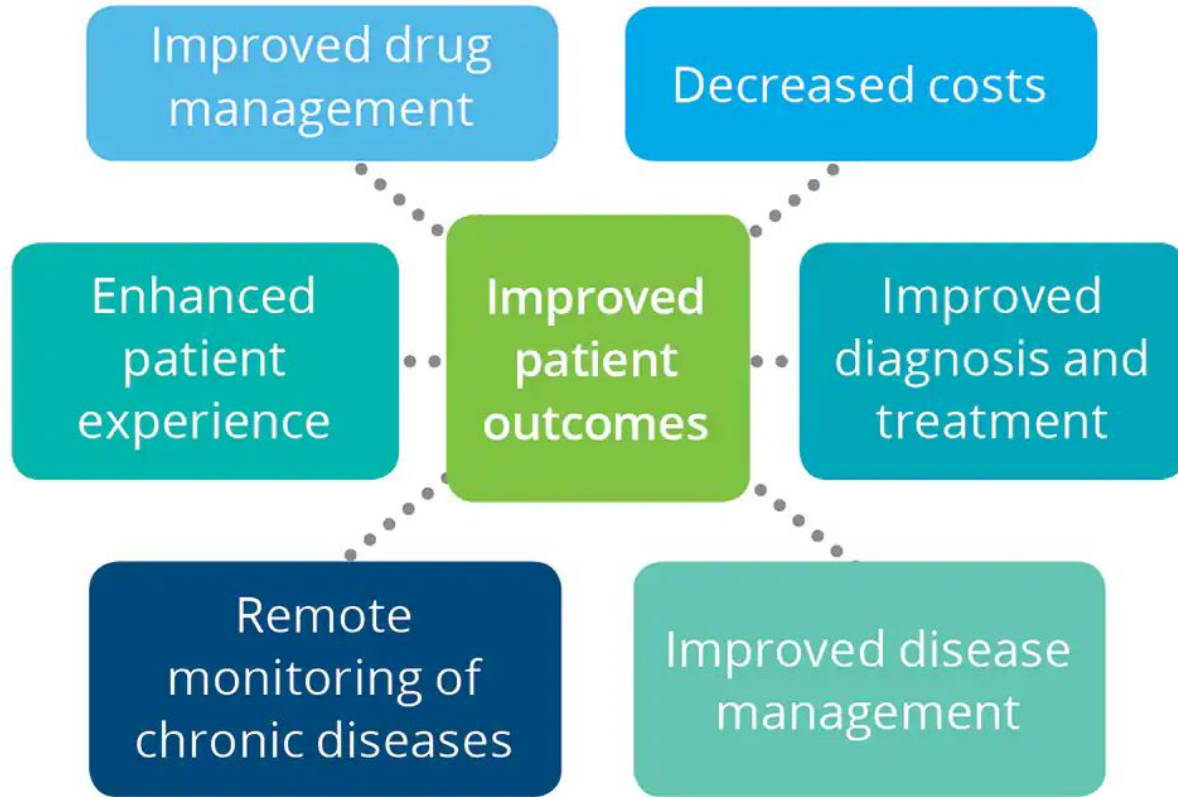 Improved drug
management
Decreased costs
Enhanced
patient
experience
Improved
patient
outcomes
Improved
diagnosis and
treatment
Remote
monitoring of
chronic diseases
Improved disease
management